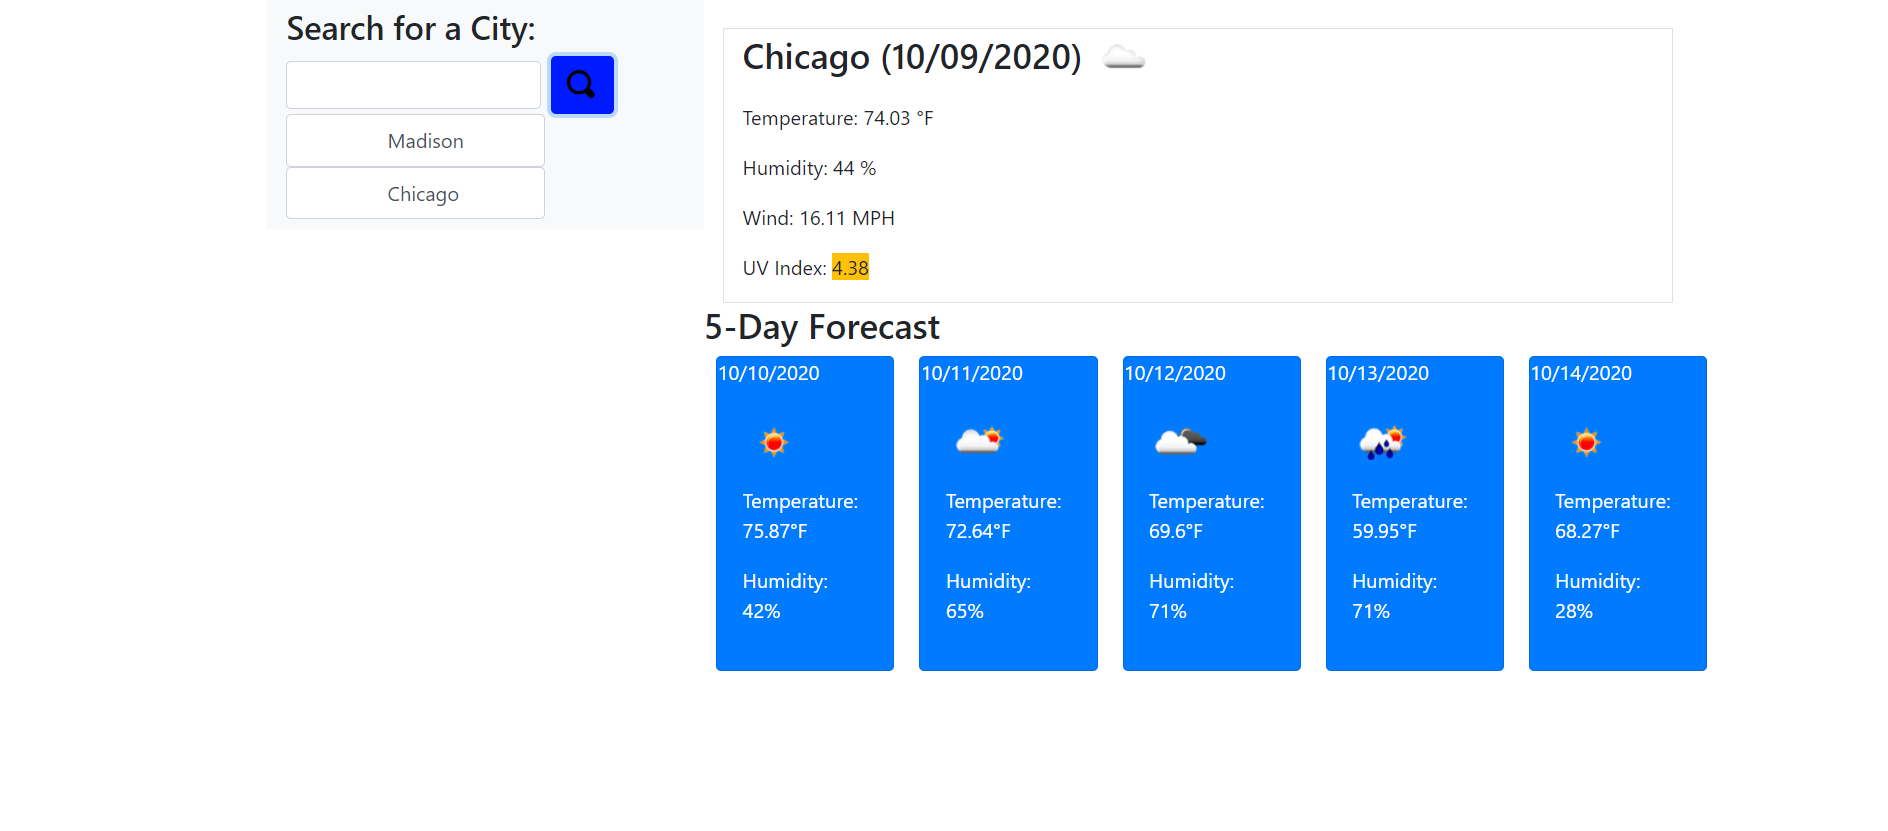 Search for a City:
Madison
Chicago
Chicago (10/09/2020)
Temperature: 74.03 °F
Humidity: 44 %
Wind: 16.11 MPH
UV Index: 4.38
5-Day Forecast
10/10/2020
Temperature:
75.87°F
Humidity:
42%
10/11/2020
Temperature:
72.64°F
Humidity:
65%
10/12/2020
Temperature:
69.6°F
Humidity:
71%
10/13/2020
Temperature:
59.95°F
Humidity:
71%
10/14/2020
Temperature:
68.27°F
Humidity:
28%